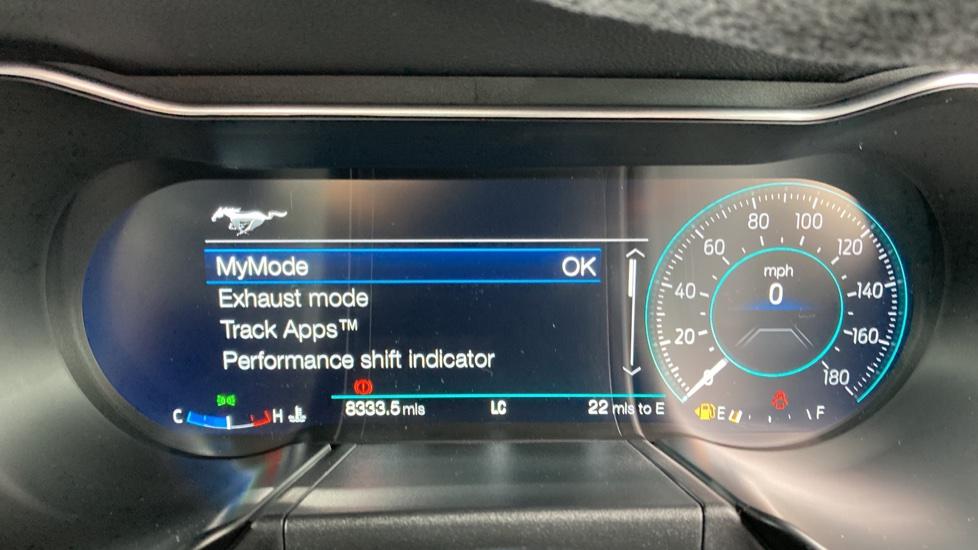 MyMode OK
Exhaust mode
Track Apps™
Performance shift indicator
8333.5 mls LC 22 mls to E
C H
mph
0
0 20 40 60 80 100 120 140 160 180
E F